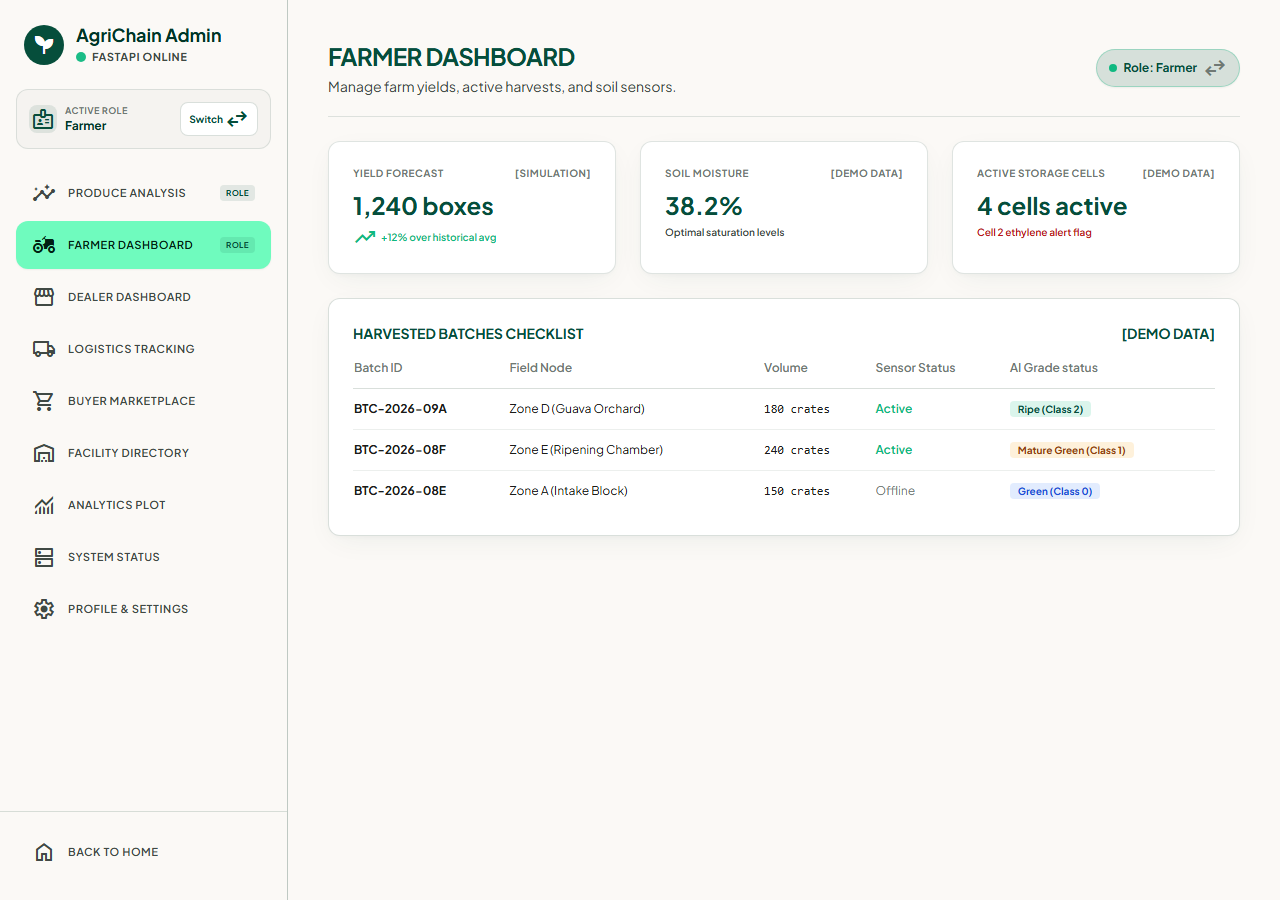 AgriChain Admin
FASTAPI ONLINE
ACTIVE ROLE
Farmer
Switch
PRODUCE ANALYSIS ROLE
FARMER DASHBOARD ROLE
DEALER DASHBOARD
LOGISTICS TRACKING
BUYER MARKETPLACE
FACILITY DIRECTORY
ANALYTICS PLOT
SYSTEM STATUS
PROFILE & SETTINGS
BACK TO HOME
FARMER DASHBOARD
Manage farm yields, active harvests, and soil sensors.
Role: Farmer
YIELD FORECAST [SIMULATION]
1,240 boxes
+12% over historical avg
SOIL MOISTURE [DEMO DATA]
38.2%
Optimal saturation levels
ACTIVE STORAGE CELLS [DEMO DATA]
4 cells active
Cell 2 ethylene alert flag
HARVESTED BATCHES CHECKLIST [DEMO DATA]
Batch ID Field Node Volume Sensor Status AI Grade status
BTC-2026-09A Zone D (Guava Orchard) 180 crates Active Ripe (Class 2)
BTC-2026-08F Zone E (Ripening Chamber) 240 crates Active Mature Green (Class 1)
BTC-2026-08E Zone A (Intake Block) 150 crates Offline Green (Class 0)